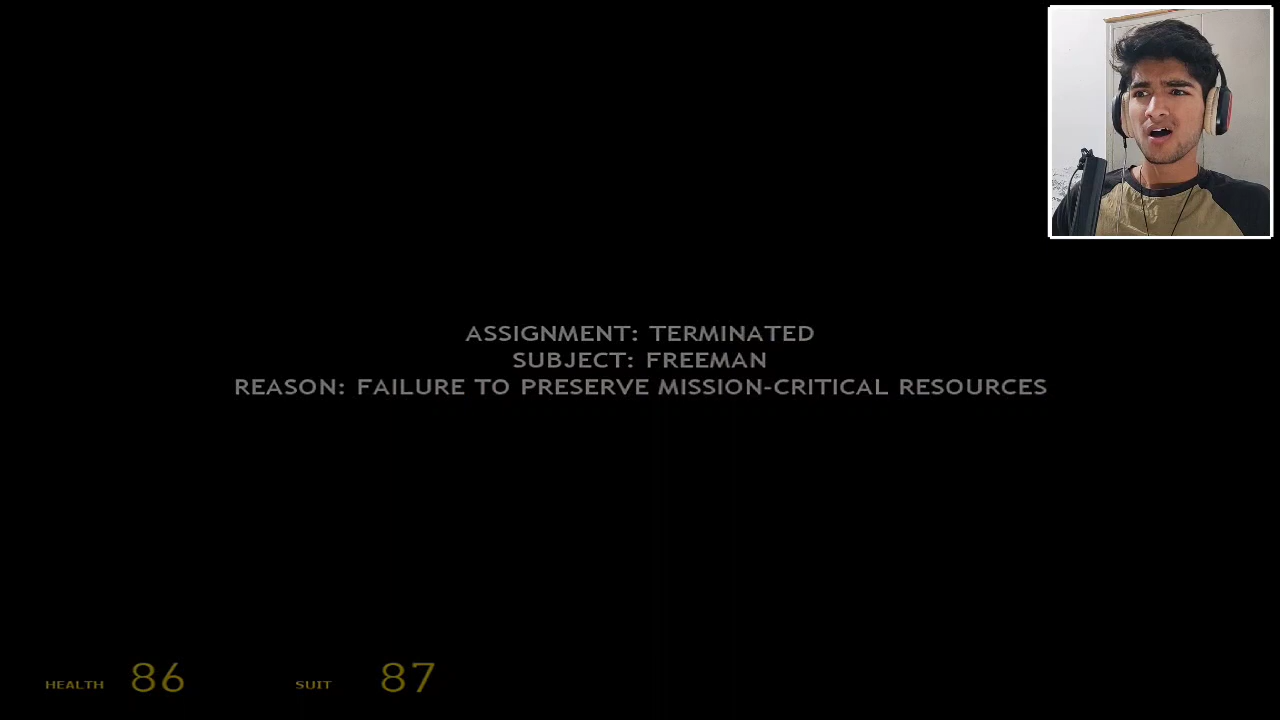 ASSIGNMENT: TERMINATED
SUBJECT: FREEMAN
REASON: FAILURE TO PRESERVE MISSION-CRITICAL RESOURCES
HEALTH 86 SUIT 87